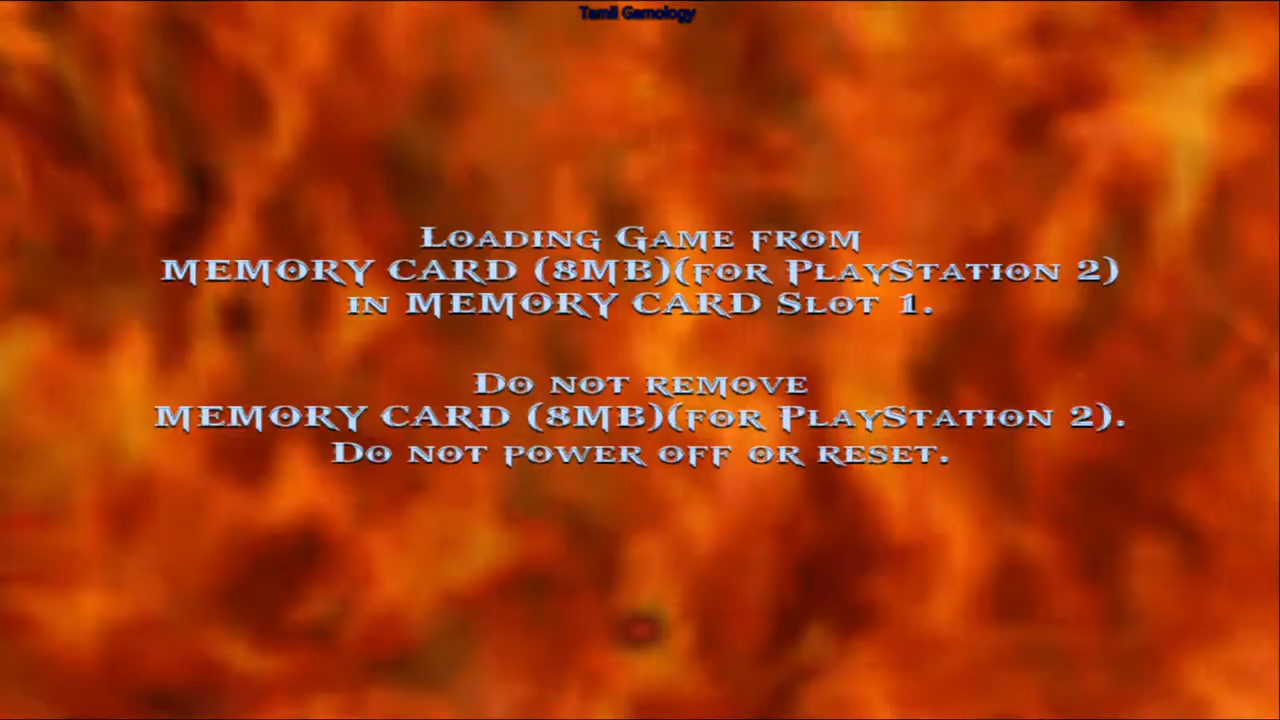 Tamil Gamology
Loading Game from
MEMORY CARD (8MB)(for PlayStation 2)
in MEMORY CARD Slot 1.
Do not remove
MEMORY CARD (8MB)(for PlayStation 2).
Do not power off or reset.